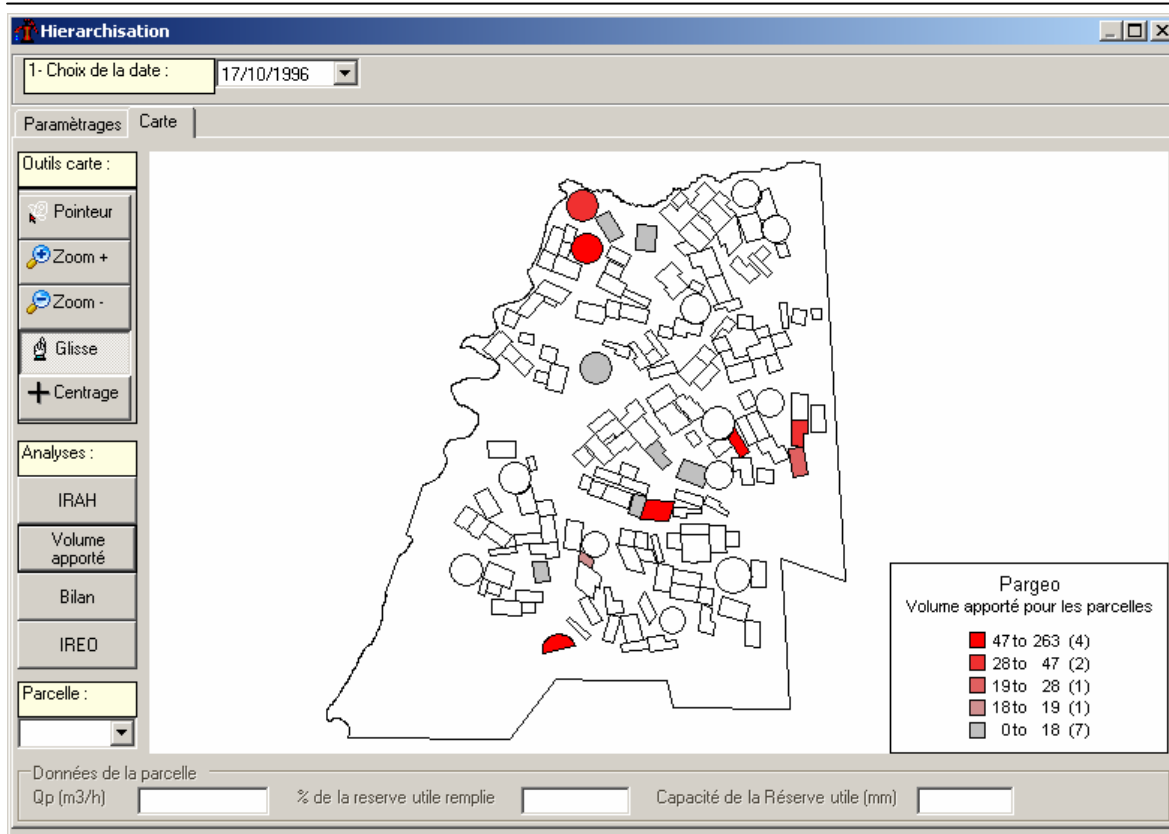 Hierarchisation
1- Choix de la date :
17/10/1996
Paramètrages
Carte
Outils carte :
Pointeur
Zoom +
Zoom -
Glisse
Centrage
Analyses :
IRAH
Volume
apporté
Bilan
IREO
Parcelle :
Pargeo
Volume apporté pour les parcelles
47 to 263 (4)
28 to 47 (2)
19 to 28 (1)
18 to 19 (1)
0 to 18 (7)
Données de la parcelle
Qp (m3/h)
% de la reserve utile remplie
Capacité de la Réserve utile (mm)